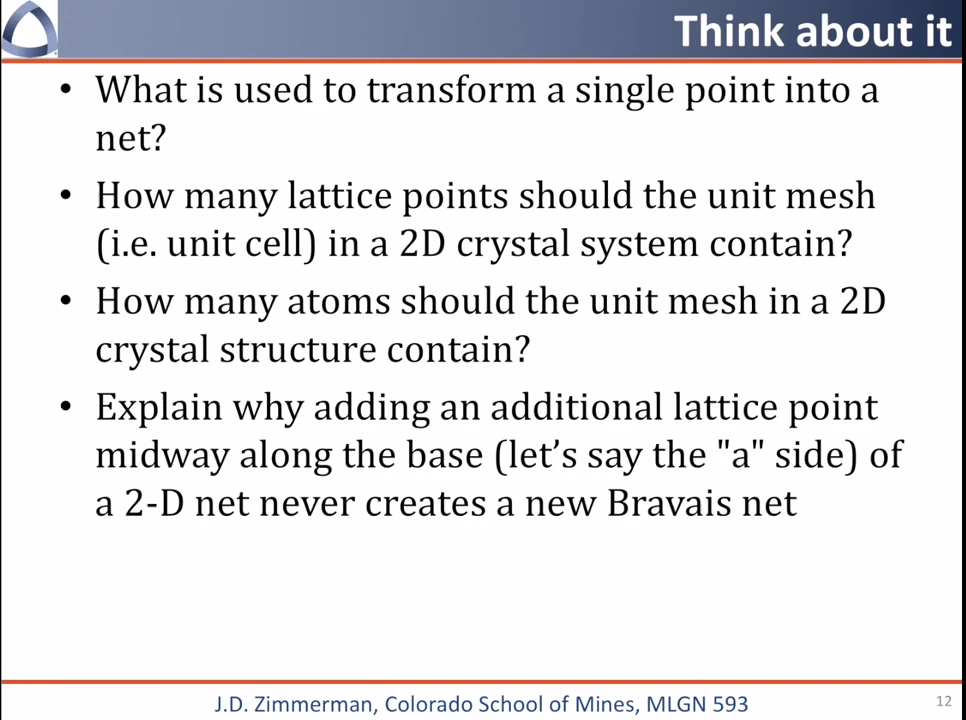 Think about it
• What is used to transform a single point into a
net?
• How many lattice points should the unit mesh
(i.e. unit cell) in a 2D crystal system contain?
• How many atoms should the unit mesh in a 2D
crystal structure contain?
• Explain why adding an additional lattice point
midway along the base (let’s say the "a" side) of
a 2-D net never creates a new Bravais net
J.D. Zimmerman, Colorado School of Mines, MLGN 593
12